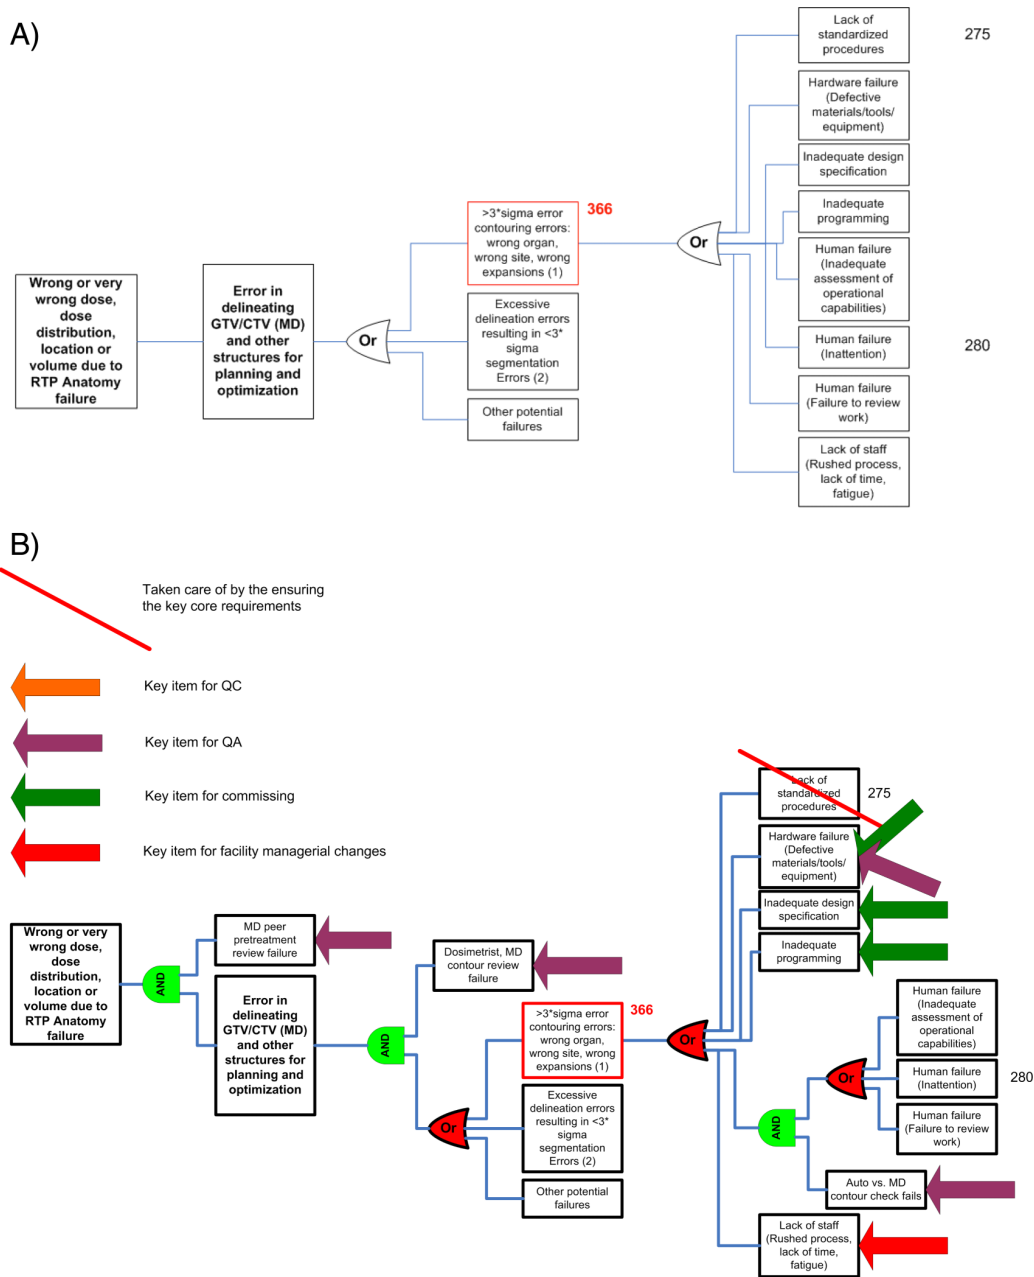 A)
Lack of
standardized
procedures
275
Hardware failure
(Defective
materials/tools/
equipment)
Inadequate design
specification
Inadequate
programming
Human failure
(Inadequate
assessment of
operational
capabilities)
Human failure
(Inattention)
280
Human failure
(Failure to review
work)
Lack of staff
(Rushed process,
lack of time,
fatigue)
Or
366
>3*sigma error
contouring errors:
wrong organ,
wrong site, wrong
expansions (1)
Excessive
delineation errors
resulting in <3*
sigma
segmentation
Errors (2)
Other potential
failures
Or
Error in
delineating
GTV/CTV (MD)
and other
structures for
planning and
optimization
Wrong or very
wrong dose,
dose
distribution,
location or
volume due to
RTP Anatomy
failure
B)
Taken care of by the ensuring
the key core requirements
Key item for QC
Key item for QA
Key item for commissing
Key item for facility managerial changes
Wrong or very
wrong dose,
dose
distribution,
location or
volume due to
RTP Anatomy
failure
AND
MD peer
pretreatment
review failure
Error in
delineating
GTV/CTV (MD)
and other
structures for
planning and
optimization
AND
Dosimetrist, MD
contour review
failure
Or
366
>3*sigma error
contouring errors:
wrong organ,
wrong site, wrong
expansions (1)
Excessive
delineation errors
resulting in <3*
sigma
segmentation
Errors (2)
Other potential
failures
Or
Lack of
standardized
procedures
275
Hardware failure
(Defective
materials/tools/
equipment)
Inadequate design
specification
Inadequate
programming
AND
Or
Human failure
(Inadequate
assessment of
operational
capabilities)
Human failure
(Inattention)
280
Human failure
(Failure to review
work)
Auto vs. MD
contour check fails
Lack of staff
(Rushed process,
lack of time,
fatigue)